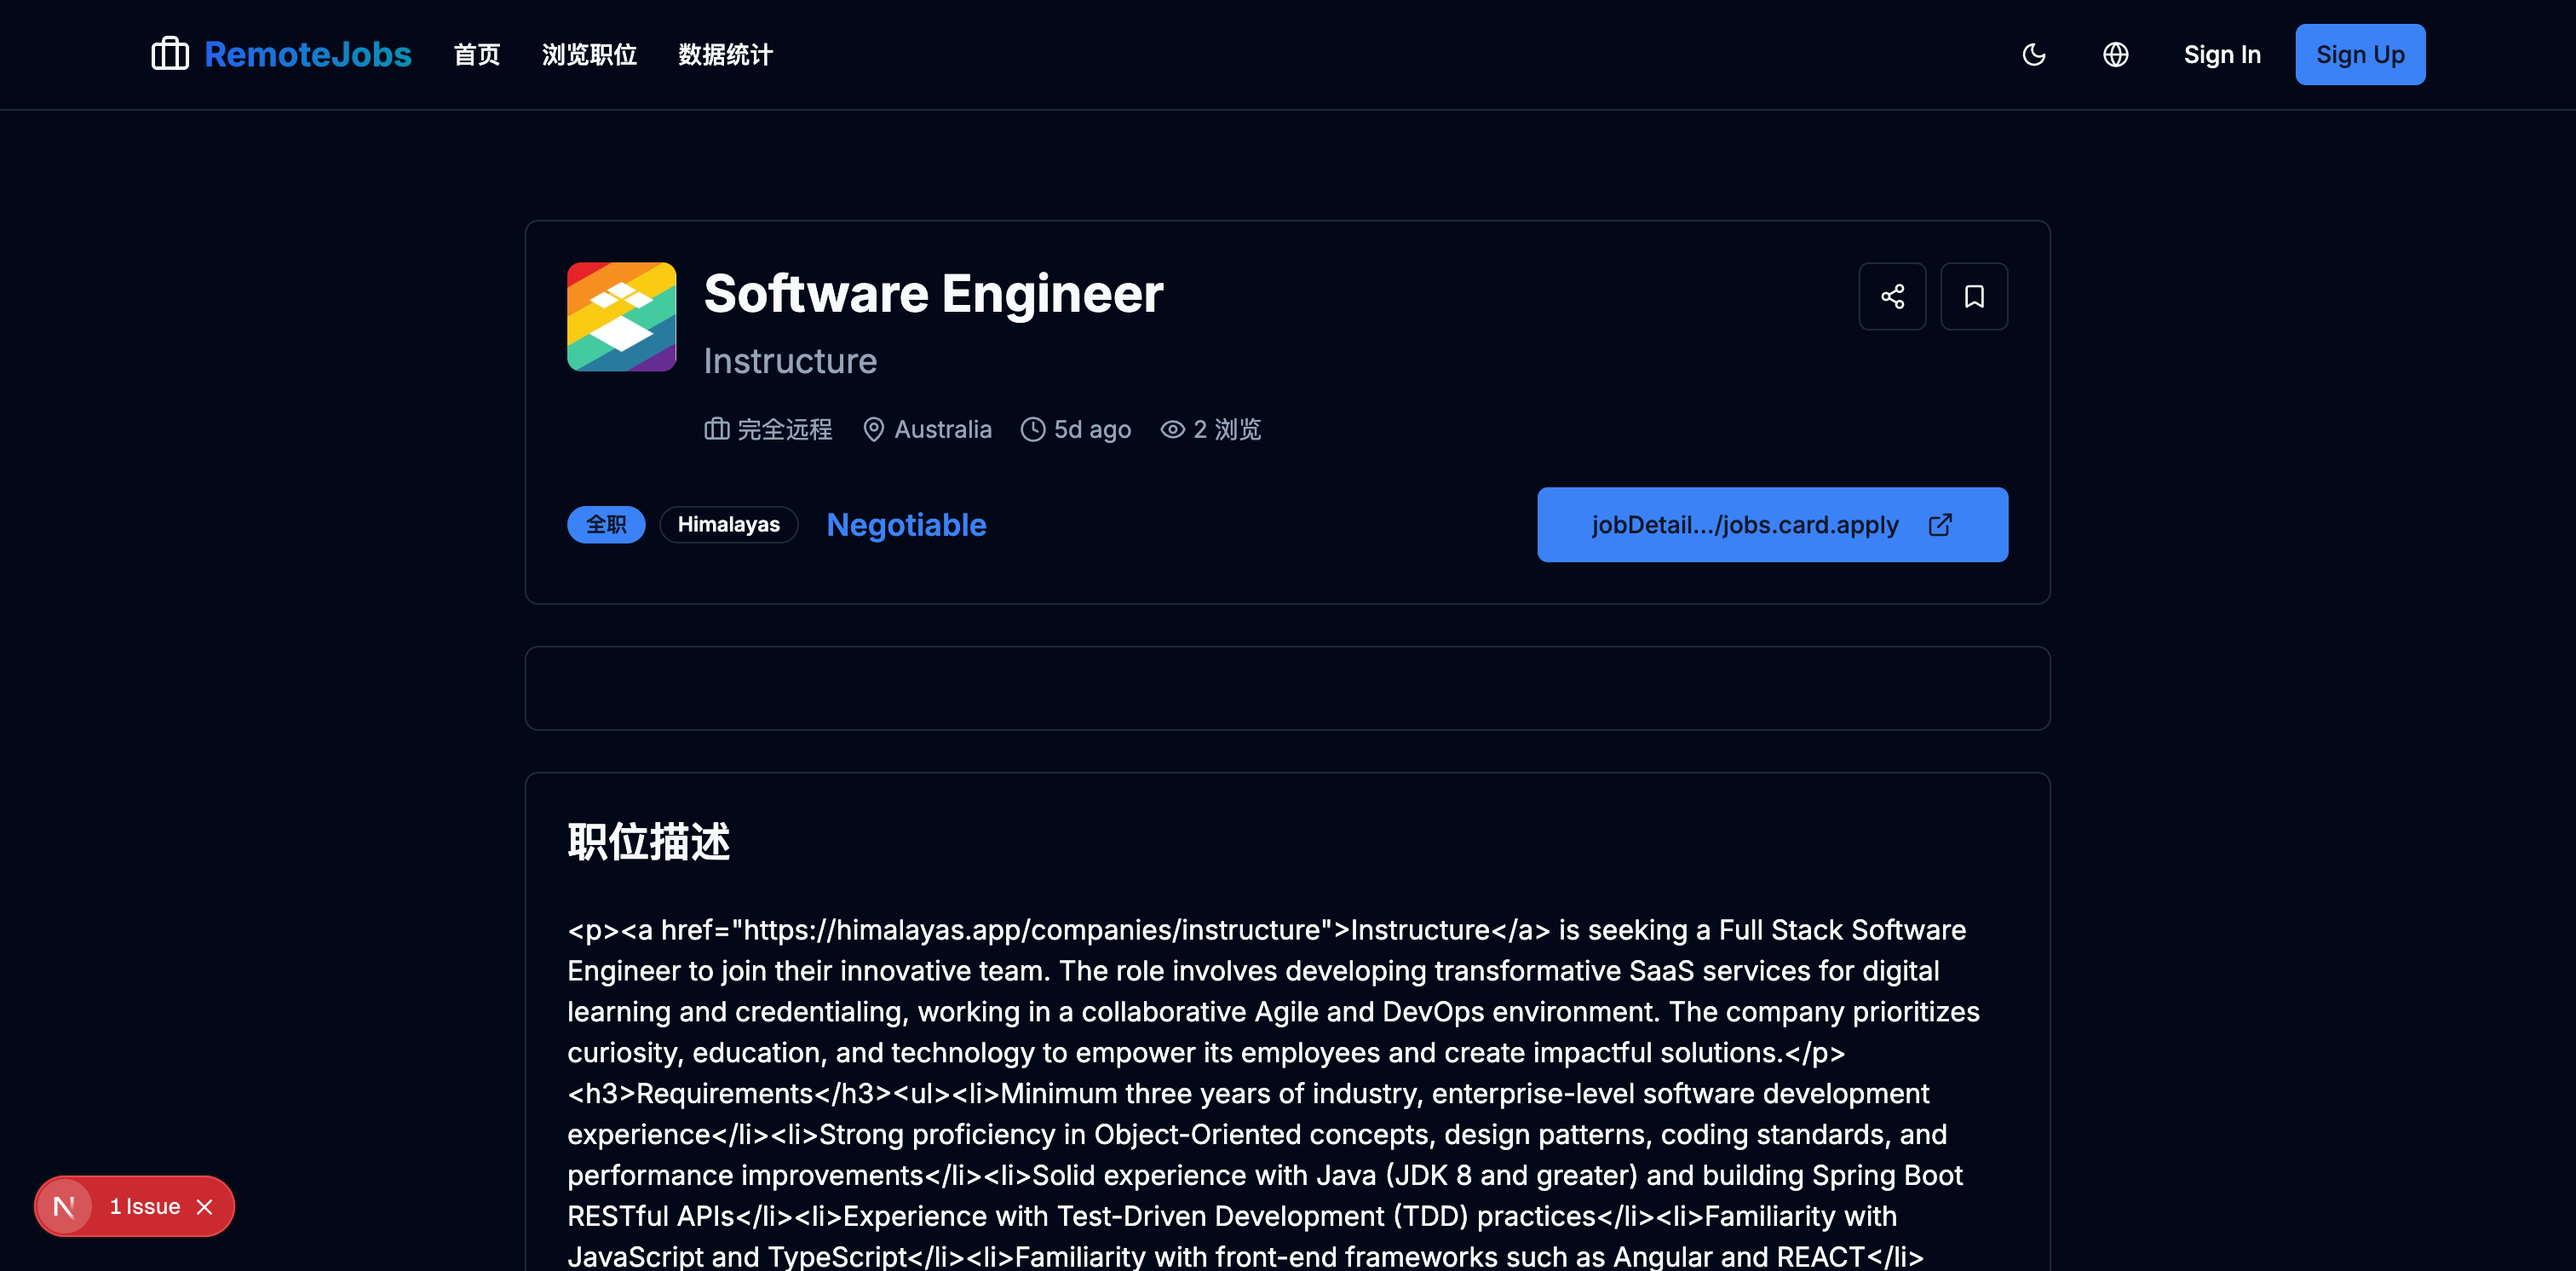 RemoteJobs 首页 浏览职位 数据统计 Sign In Sign Up
Software Engineer
Instructure
完全远程 Australia 5d ago 2 浏览
全职 Himalayas Negotiable jobDetail.../jobs.card.apply
职位描述
<p><a href="https://himalayas.app/companies/instructure">Instructure</a> is seeking a Full Stack Software
Engineer to join their innovative team. The role involves developing transformative SaaS services for digital
learning and credentialing, working in a collaborative Agile and DevOps environment. The company prioritizes
curiosity, education, and technology to empower its employees and create impactful solutions.</p>
<h3>Requirements</h3><ul><li>Minimum three years of industry, enterprise-level software development
experience</li><li>Strong proficiency in Object-Oriented concepts, design patterns, coding standards, and
performance improvements</li><li>Solid experience with Java (JDK 8 and greater) and building Spring Boot
RESTful APIs</li><li>Experience with Test-Driven Development (TDD) practices</li><li>Familiarity with
JavaScript and TypeScript</li><li>Familiarity with front-end frameworks such as Angular and REACT</li>
N 1 Issue